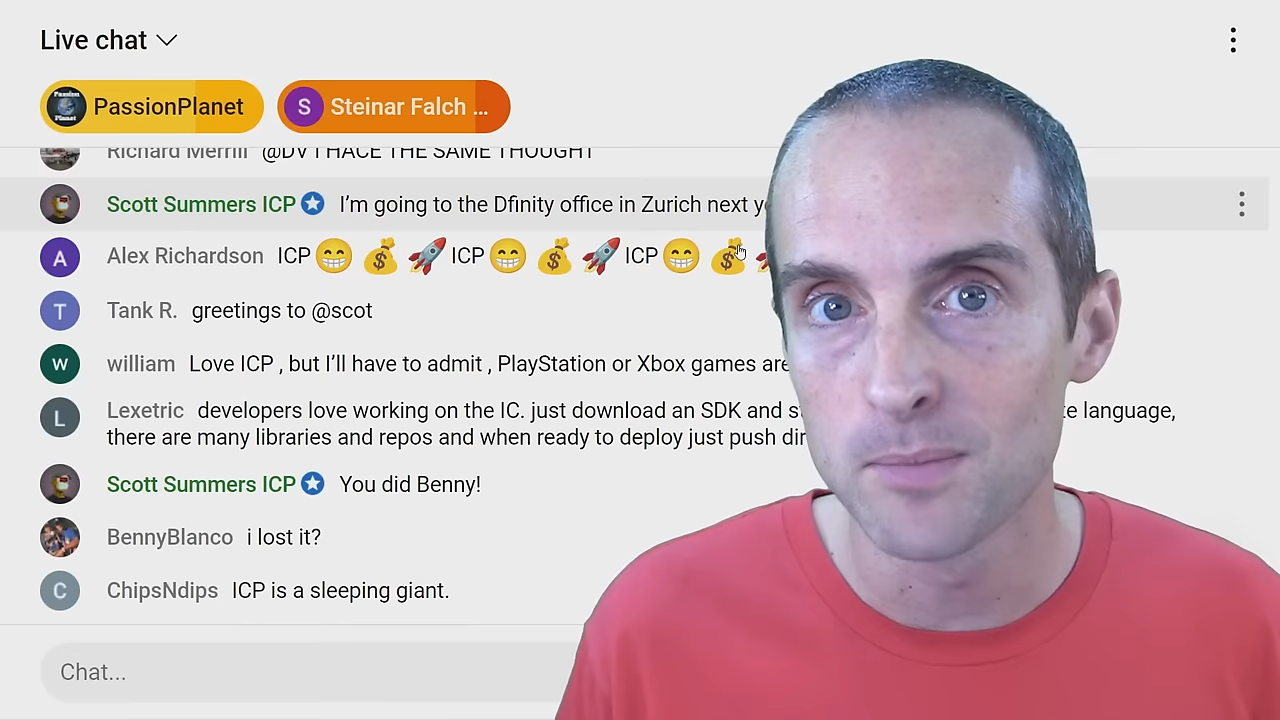 Live chat
PassionPlanet
S Steinar Falch ...
Richard Merrill @DV I HACE THE SAME THOUGHT
Scott Summers ICP I'm going to the Dfinity office in Zurich next
A Alex Richardson ICP😁💰🚀ICP😁💰🚀ICP😁💰
T Tank R. greetings to @scot
W william Love ICP , but I'll have to admit , PlayStation or Xbox games are
L Lexetric developers love working on the IC. just download an SDK and language,
there are many libraries and repos and when ready to deploy just push
Scott Summers ICP You did Benny!
BennyBlanco i lost it?
C ChipsNdips ICP is a sleeping giant.
Chat...